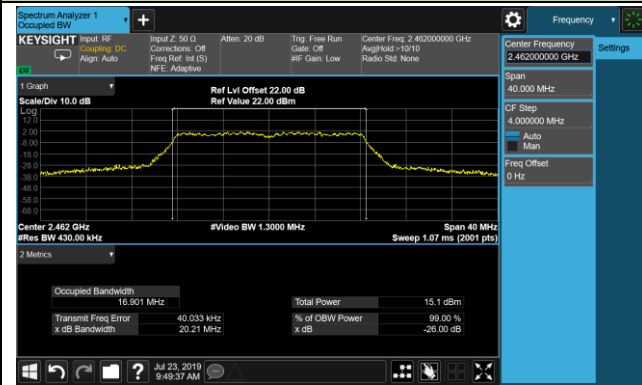 Spectrum Analyzer 1
Occupied BW
+
Frequency
KEYSIGHT
Input: RF
Coupling: DC
Align: Auto
Input Z: 50 Ω
Corrections: Off
Freq Ref: Int (S)
NFE: Adaptive
Atten: 20 dB
Trig: Free Run
Gate: Off
#IF Gain: Low
Center Freq: 2.462000000 GHz
Avg|Hold:>10/10
Radio Std: None
Center Frequency
2.462000000 GHz
Settings
Span
40.000 MHz
CF Step
4.000000 MHz
Auto
Man
Freq Offset
0 Hz
1 Graph
Scale/Div 10.0 dB
Ref Lvl Offset 22.00 dB
Ref Value 22.00 dBm
Log
12.0
2.00
-8.00
-18.0
-28.0
-38.0
-48.0
-58.0
-68.0
Center 2.462 GHz
#Res BW 430.00 kHz
#Video BW 1.3000 MHz
Span 40 MHz
Sweep 1.07 ms (2001 pts)
2 Metrics
Occupied Bandwidth
16.901 MHz
Total Power 15.1 dBm
Transmit Freq Error 40.033 kHz
% of OBW Power 99.00 %
x dB Bandwidth 20.21 MHz
x dB -26.00 dB
?
Jul 23, 2019
9:49:37 AM